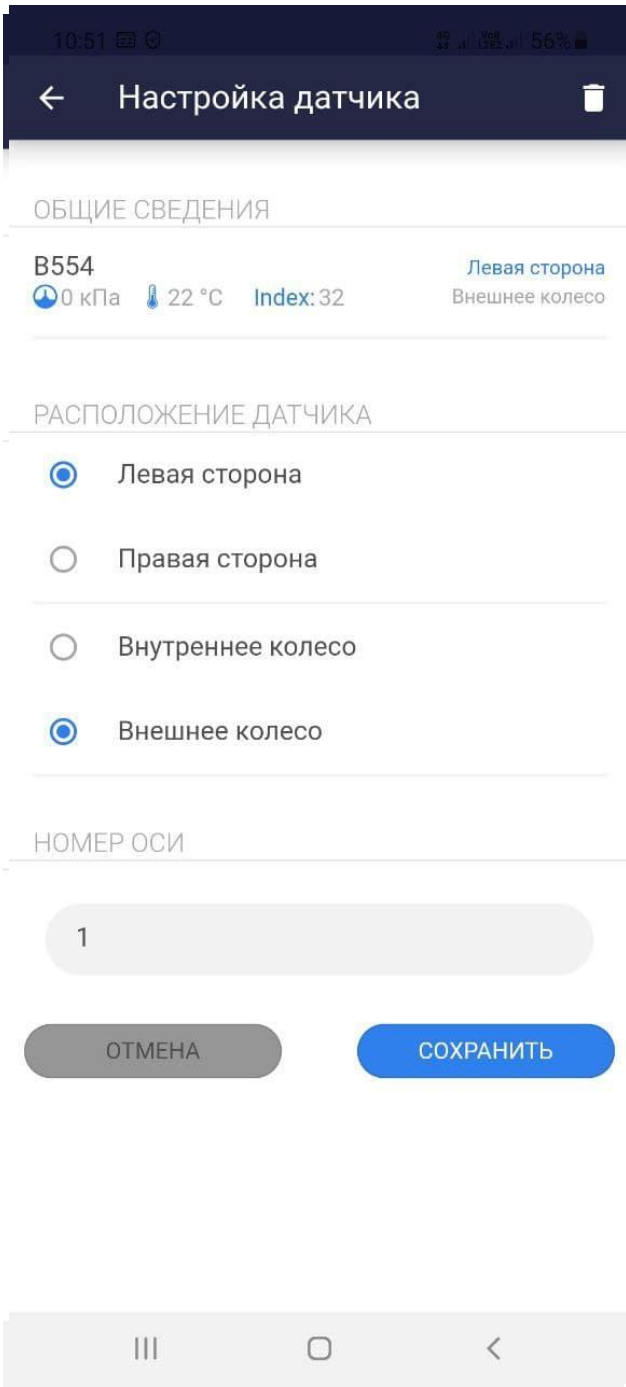 10:51 56%
Настройка датчика
ОБЩИЕ СВЕДЕНИЯ
B554
Левая сторона
0 кПа 22 °C Index: 32
Внешнее колесо
РАСПОЛОЖЕНИЕ ДАТЧИКА
Левая сторона
Правая сторона
Внутреннее колесо
Внешнее колесо
НОМЕР ОСИ
1
ОТМЕНА СОХРАНИТЬ